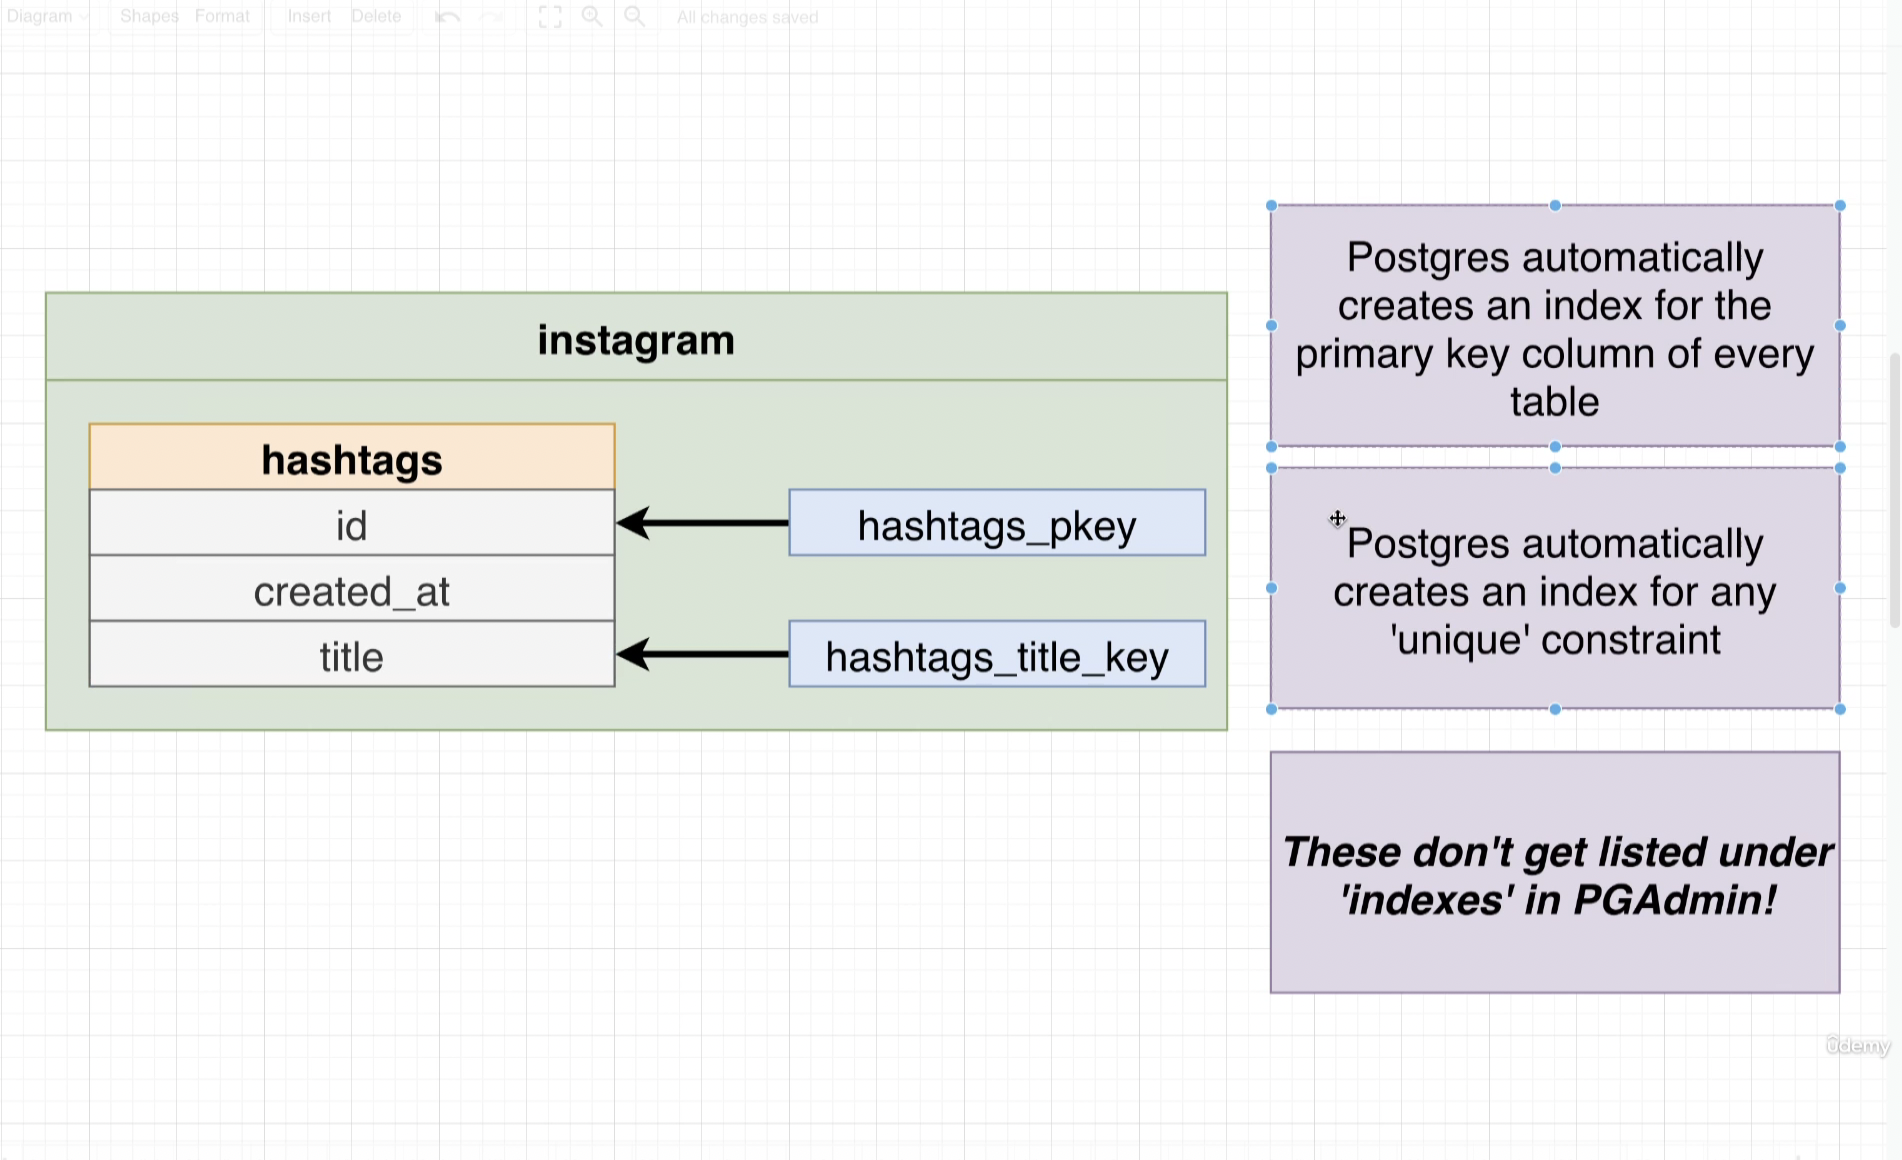 Diagram Shapes Format Insert Delete All changes saved
instagram
hashtags
id
created_at
title
hashtags_pkey
hashtags_title_key
Postgres automatically
creates an index for the
primary key column of every
table
Postgres automatically
creates an index for any
'unique' constraint
These don't get listed under
'indexes' in PGAdmin!
ûdemy